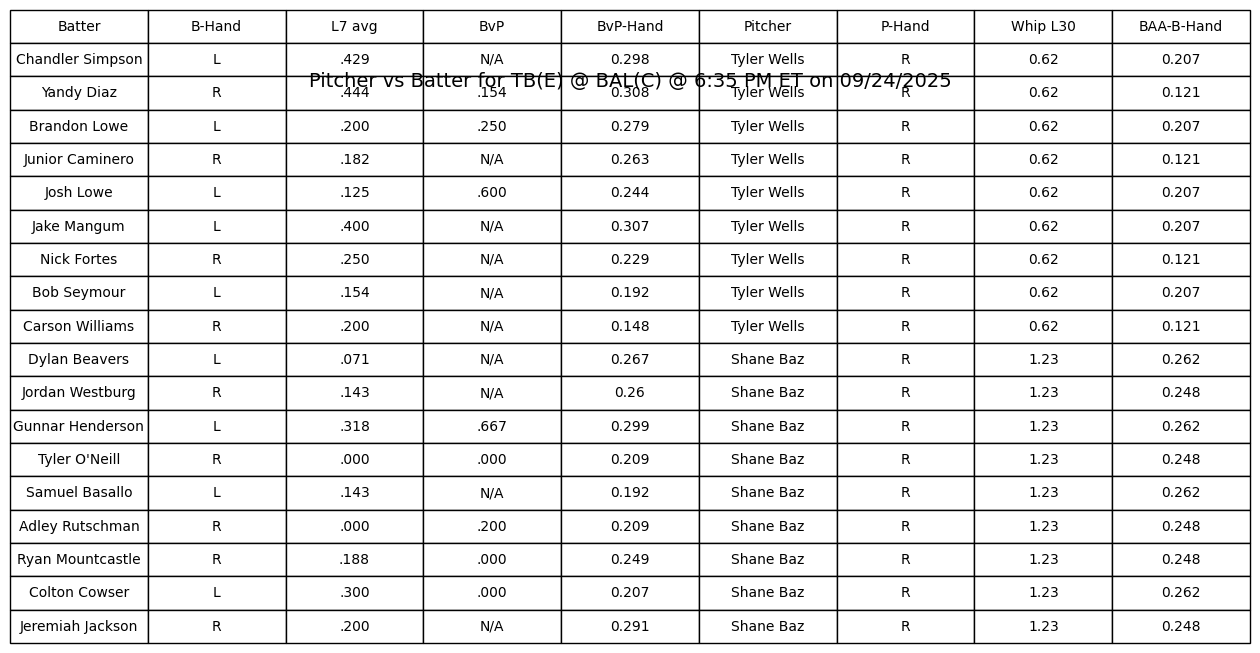 Batter B-Hand L7 avg BvP BvP-Hand Pitcher P-Hand Whip L30 BAA-B-Hand
Chandler Simpson L .429 N/A 0.298 Tyler Wells R 0.62 0.207
Pitcher vs Batter for TB(E) @ BAL(C) @ 6:35 PM ET on 09/24/2025
Yandy Diaz R .444 .154 0.308 Tyler Wells R 0.62 0.121
Brandon Lowe L .200 .250 0.279 Tyler Wells R 0.62 0.207
Junior Caminero R .182 N/A 0.263 Tyler Wells R 0.62 0.121
Josh Lowe L .125 .600 0.244 Tyler Wells R 0.62 0.207
Jake Mangum L .400 N/A 0.307 Tyler Wells R 0.62 0.207
Nick Fortes R .250 N/A 0.229 Tyler Wells R 0.62 0.121
Bob Seymour L .154 N/A 0.192 Tyler Wells R 0.62 0.207
Carson Williams R .200 N/A 0.148 Tyler Wells R 0.62 0.121
Dylan Beavers L .071 N/A 0.267 Shane Baz R 1.23 0.262
Jordan Westburg R .143 N/A 0.26 Shane Baz R 1.23 0.248
Gunnar Henderson L .318 .667 0.299 Shane Baz R 1.23 0.262
Tyler O'Neill R .000 .000 0.209 Shane Baz R 1.23 0.248
Samuel Basallo L .143 N/A 0.192 Shane Baz R 1.23 0.262
Adley Rutschman R .000 .200 0.209 Shane Baz R 1.23 0.248
Ryan Mountcastle R .188 .000 0.249 Shane Baz R 1.23 0.248
Colton Cowser L .300 .000 0.207 Shane Baz R 1.23 0.262
Jeremiah Jackson R .200 N/A 0.291 Shane Baz R 1.23 0.248